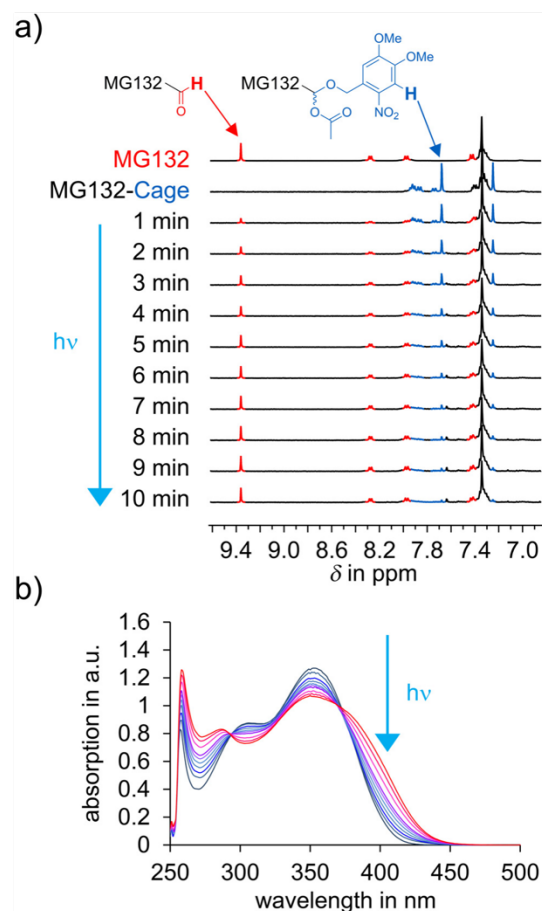 a)
MG132
H
O
MG132
O
O
O
OMe
OMe
H
NO₂
MG132
MG132-Cage
1 min
2 min
3 min
4 min
5 min
6 min
7 min
8 min
9 min
10 min
hν
9.4 9.0 8.6 8.2 7.8 7.4 7.0
δ in ppm
b)
absorption in a.u.
1.6
1.4
1.2
1
0.8
0.6
0.4
0.2
0
hν
250 300 350 400 450 500
wavelength in nm